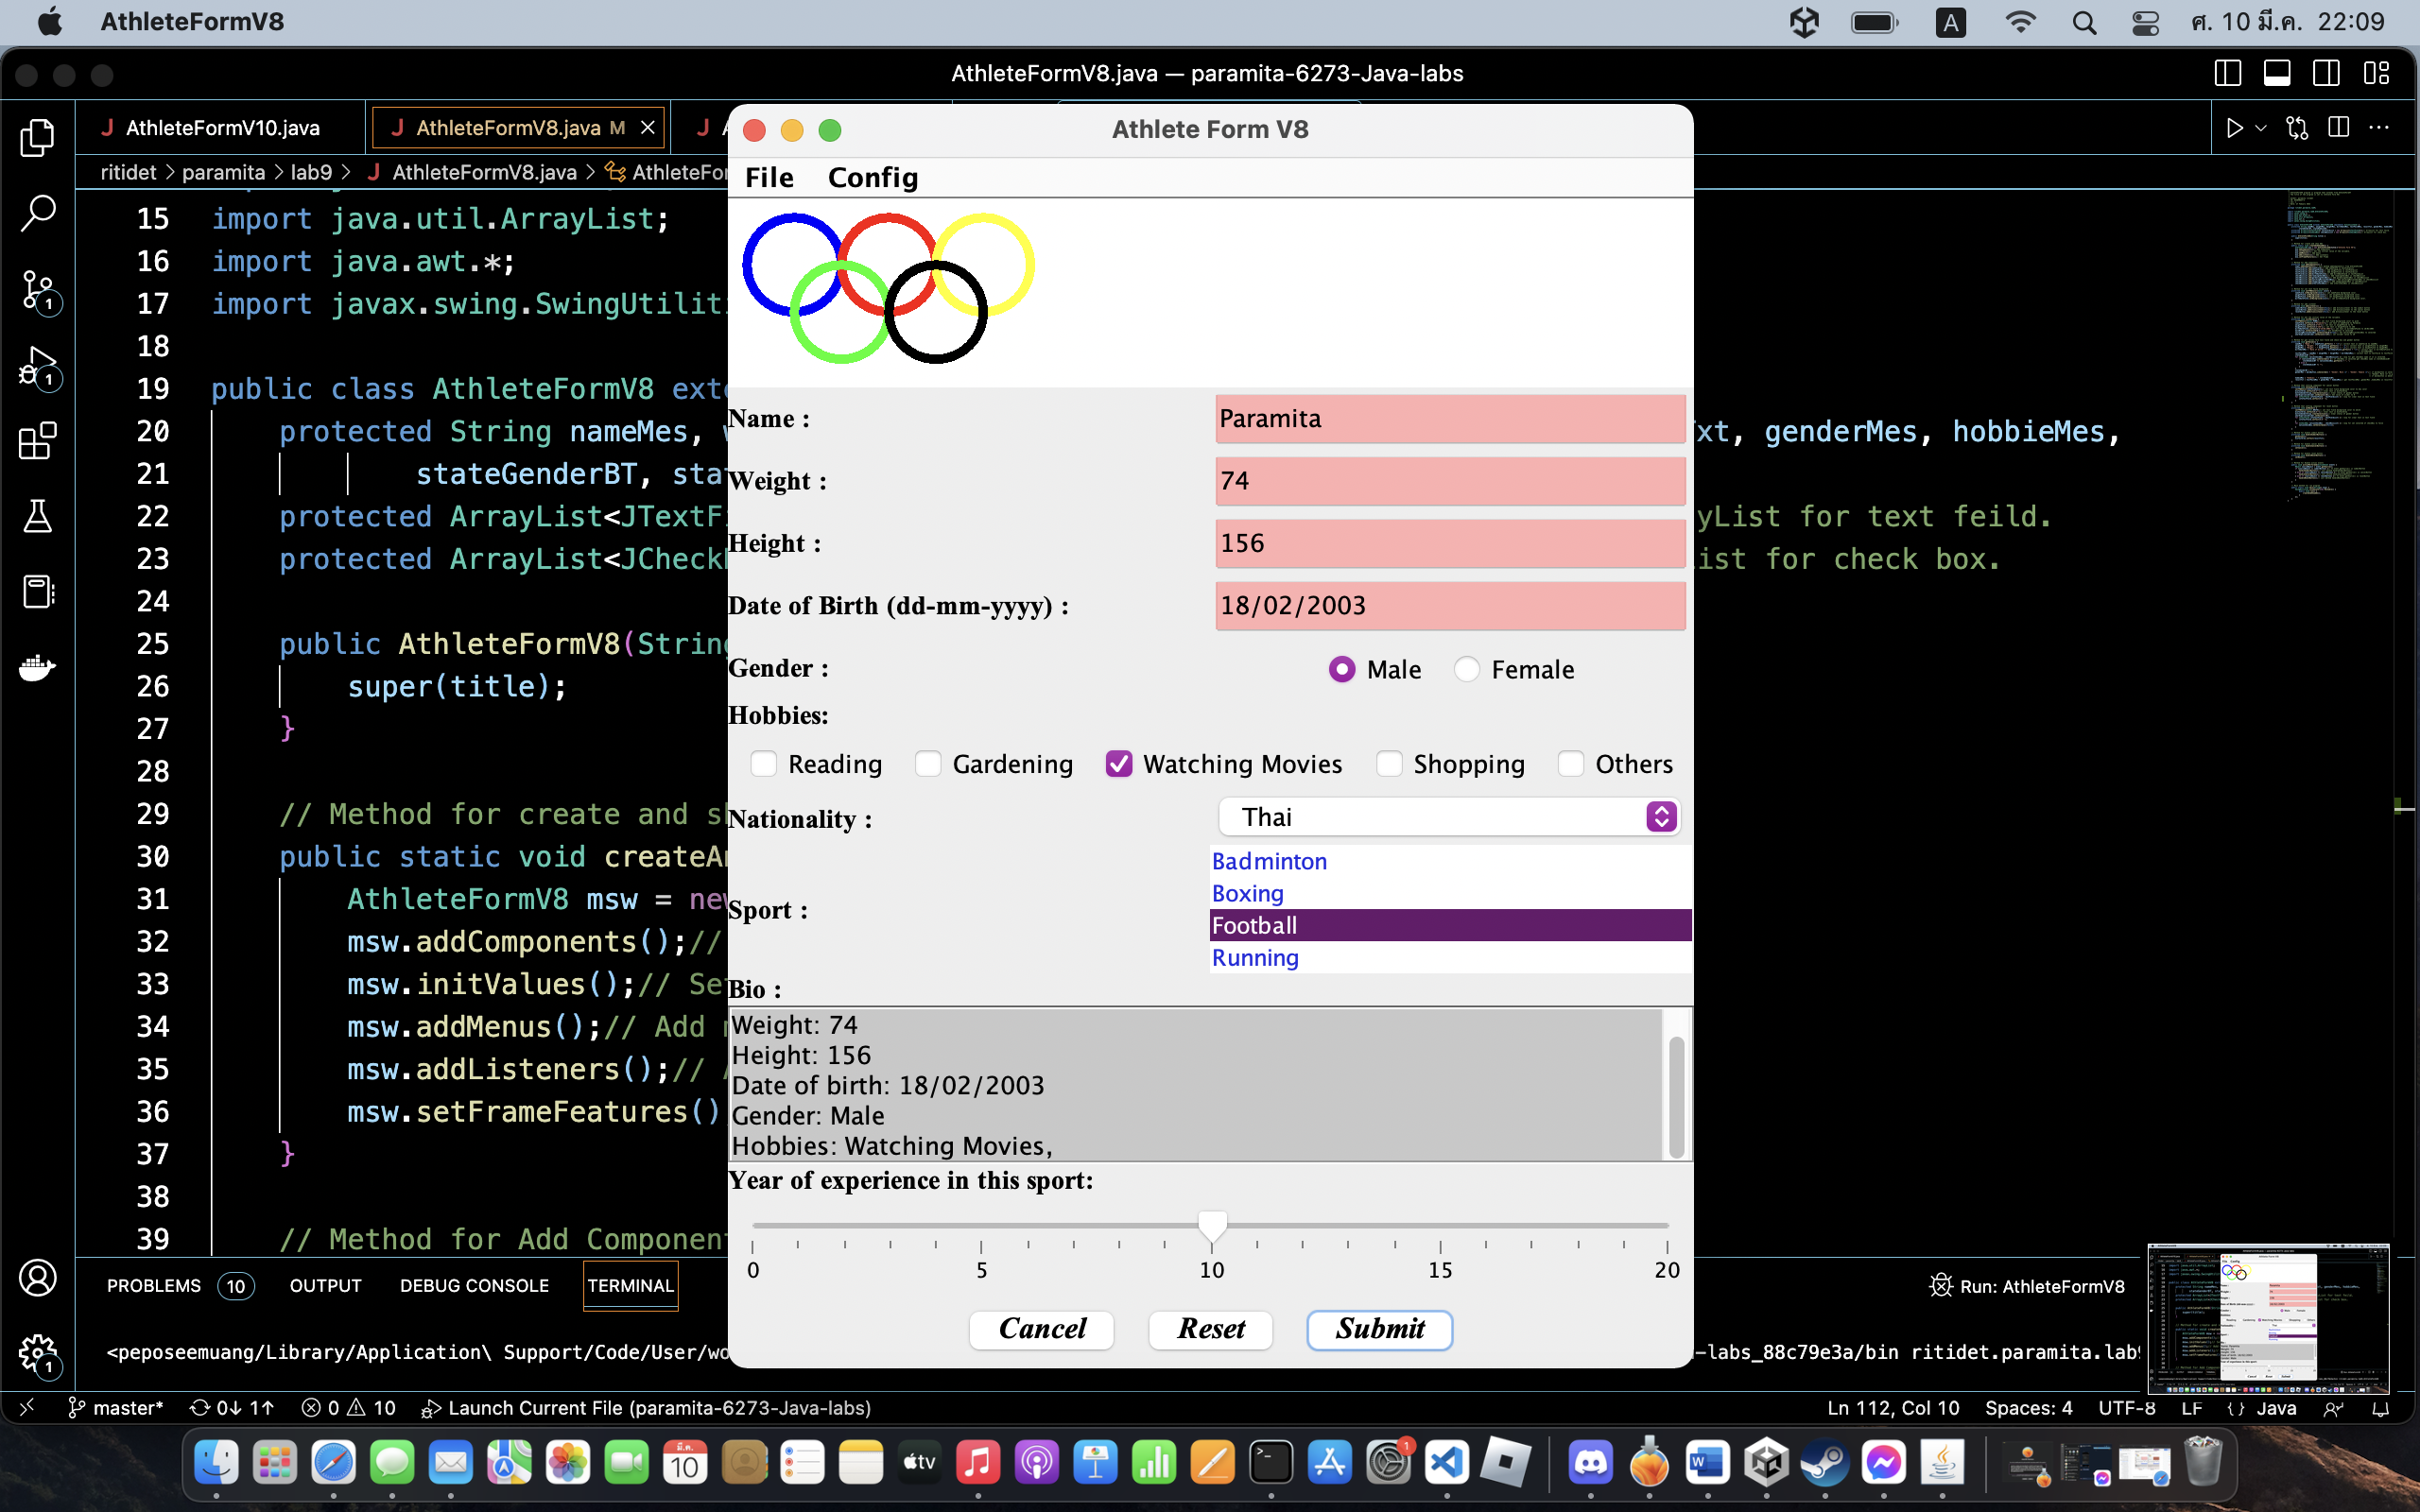 AthleteFormV8
A
ศ. 10 มี.ค. 22:09
AthleteFormV8.java — paramita-6273-Java-labs
J AthleteFormV10.java
J AthleteFormV8.java M
J
ritidet > paramita > lab9 > J AthleteFormV8.java > AthleteFor
15 import java.util.ArrayList;
16 import java.awt.*;
17 import javax.swing.SwingUtiliti
18
19 public class AthleteFormV8 exte
20 protected String nameMes,
xt, genderMes, hobbieMes,
21 stateGenderBT, sta
22 protected ArrayList<JTextF
yList for text feild.
23 protected ArrayList<JCheck
ist for check box.
24
25 public AthleteFormV8(String
26 super(title);
27 }
28
29 // Method for create and s
30 public static void createA
31 AthleteFormV8 msw = new
32 msw.addComponents();//
33 msw.initValues();// Se
34 msw.addMenus();// Add
35 msw.addListeners();//
36 msw.setFrameFeatures()
37 }
38
39 // Method for Add Component
Athlete Form V8
File Config
Name : Paramita
Weight : 74
Height : 156
Date of Birth (dd-mm-yyyy) : 18/02/2003
Gender : Male Female
Hobbies:
Reading Gardening Watching Movies Shopping Others
Nationality : Thai
Sport :
Badminton
Boxing
Football
Running
Bio :
Weight: 74
Height: 156
Date of birth: 18/02/2003
Gender: Male
Hobbies: Watching Movies,
Year of experience in this sport:
0 5 10 15 20
Cancel Reset Submit
PROBLEMS 10 OUTPUT DEBUG CONSOLE TERMINAL
Run: AthleteFormV8
<peposeemuang/Library/Application\ Support/Code/User/wo
-labs_88c79e3a/bin ritidet.paramita.lab9
master* 0↓ 1↑ 0 10 Launch Current File (paramita-6273-Java-labs)
Ln 112, Col 10 Spaces: 4 UTF-8 LF {} Java
มี.ค.
10
tv
1
W